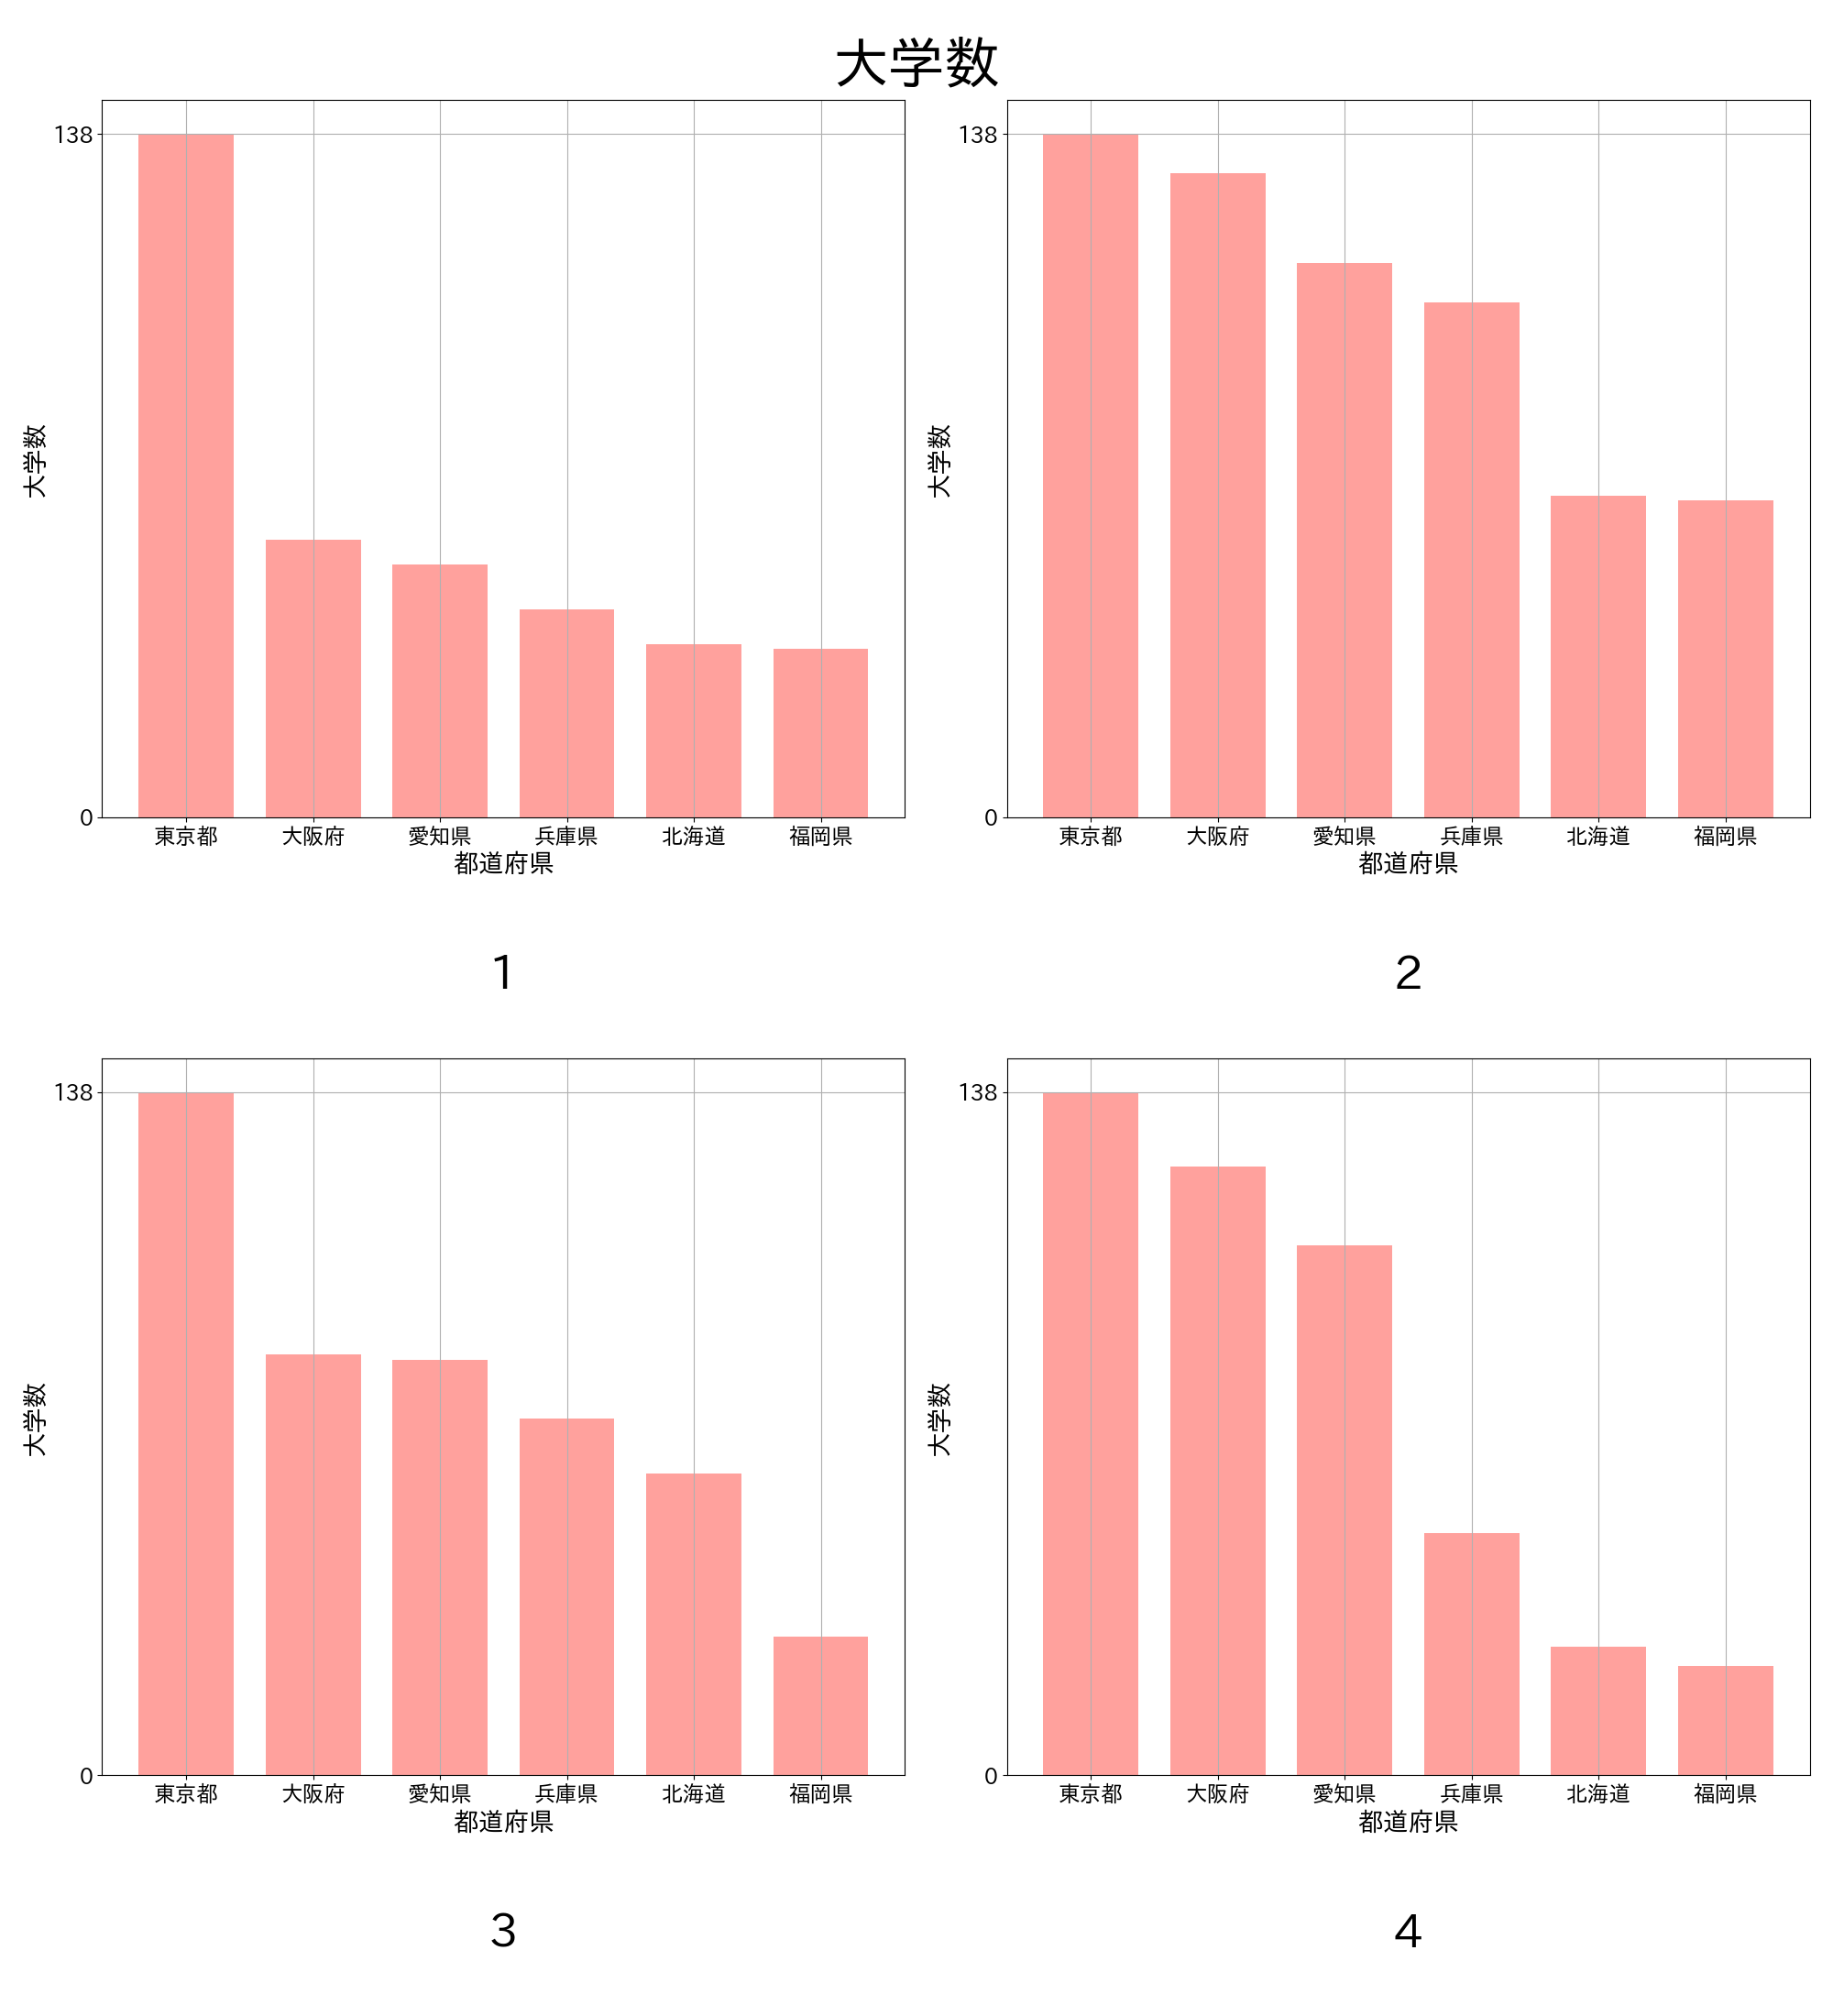 大学数
138
0
大学数
東京都 大阪府 愛知県 兵庫県 北海道 福岡県
都道府県
1
138
0
大学数
東京都 大阪府 愛知県 兵庫県 北海道 福岡県
都道府県
2
138
0
大学数
東京都 大阪府 愛知県 兵庫県 北海道 福岡県
都道府県
3
138
0
大学数
東京都 大阪府 愛知県 兵庫県 北海道 福岡県
都道府県
4